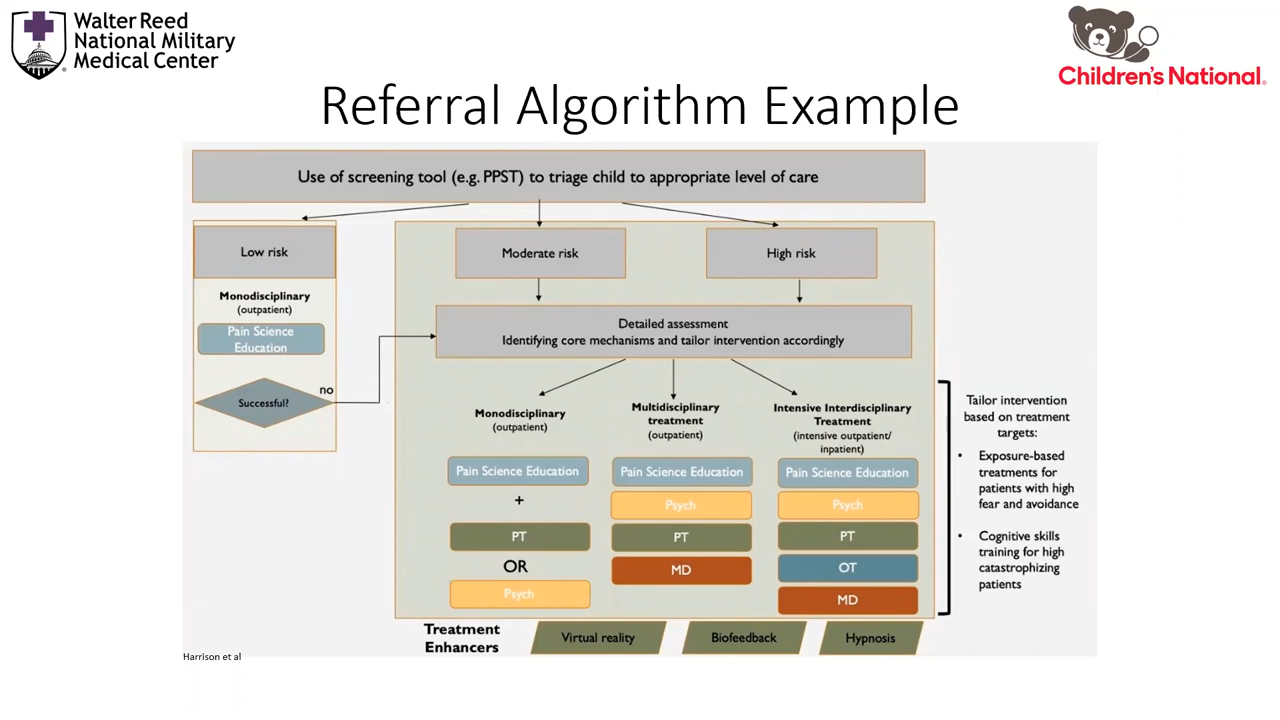 Walter Reed
National Military
Medical Center
Children's National.
Referral Algorithm Example
Use of screening tool (e.g. PPST) to triage child to appropriate level of care
Low risk
Monodisciplinary
(outpatient)
Pain Science
Education
Successful?
no
Moderate risk
High risk
Detailed assessment
Identifying core mechanisms and tailor intervention accordingly
Monodisciplinary
(outpatient)
Pain Science Education
+
PT
OR
Psych
Multidisciplinary
treatment
(outpatient)
Pain Science Education
Psych
PT
MD
Intensive Interdisciplinary
Treatment
(intensive outpatient/
inpatient)
Pain Science Education
Psych
PT
OT
MD
Tailor intervention
based on treatment
targets:
• Exposure-based
treatments for
patients with high
fear and avoidance
• Cognitive skills
training for high
catastrophizing
patients
Treatment
Enhancers
Virtual reality
Biofeedback
Hypnosis
Harrison et al